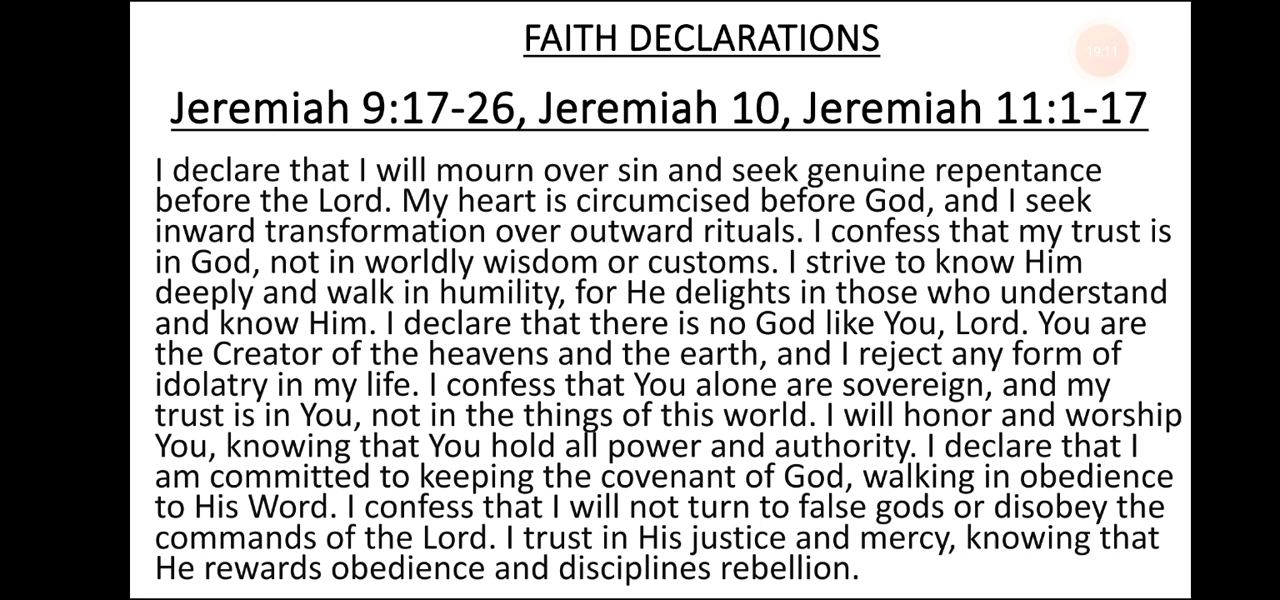 FAITH DECLARATIONS
19:11
Jeremiah 9:17-26, Jeremiah 10, Jeremiah 11:1-17
I declare that I will mourn over sin and seek genuine repentance
before the Lord. My heart is circumcised before God, and I seek
inward transformation over outward rituals. I confess that my trust is
in God, not in worldly wisdom or customs. I strive to know Him
deeply and walk in humility, for He delights in those who understand
and know Him. I declare that there is no God like You, Lord. You are
the Creator of the heavens and the earth, and I reject any form of
idolatry in my life. I confess that You alone are sovereign, and my
trust is in You, not in the things of this world. I will honor and worship
You, knowing that You hold all power and authority. I declare that I
am committed to keeping the covenant of God, walking in obedience
to His Word. I confess that I will not turn to false gods or disobey the
commands of the Lord. I trust in His justice and mercy, knowing that
He rewards obedience and disciplines rebellion.